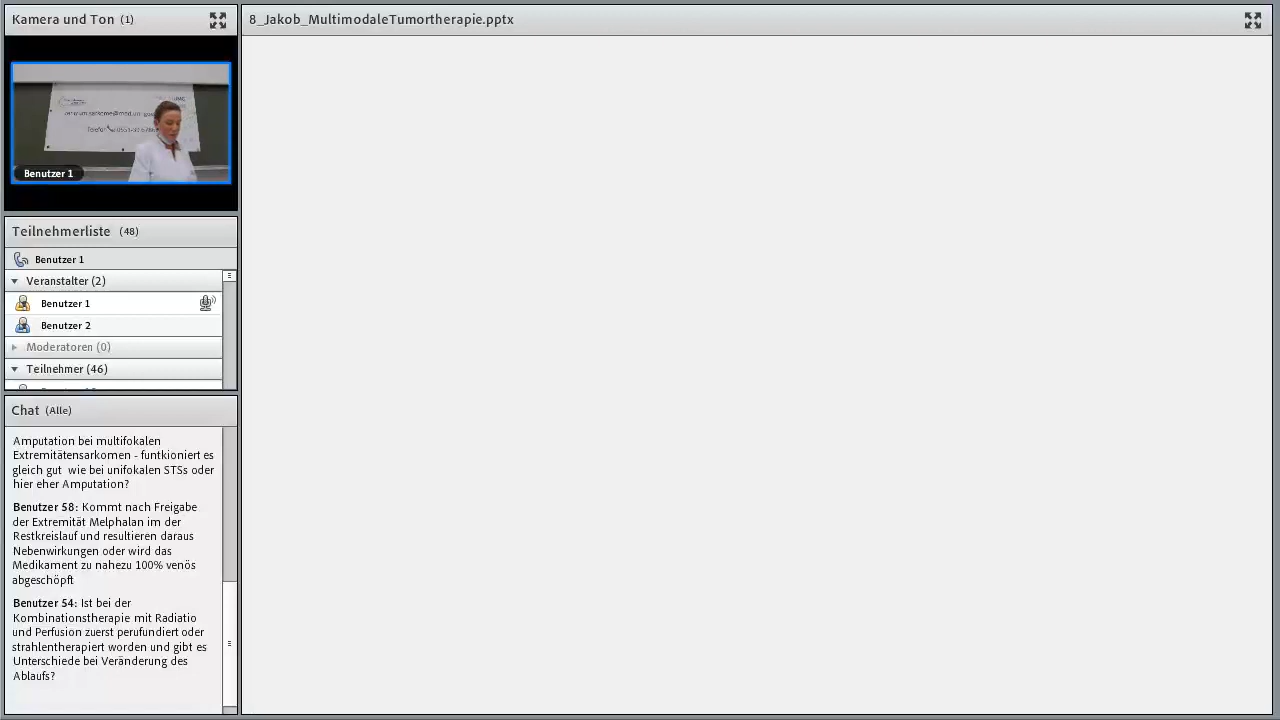 Kamera und Ton (1)
8_Jakob_MultimodaleTumortherapie.pptx
Benutzer 1
Teilnehmerliste (48)
Benutzer 1
Veranstalter (2)
Benutzer 1
Benutzer 2
Moderatoren (0)
Teilnehmer (46)
Chat (Alle)
Amputation bei multifokalen
Extremitätensarkomen - funtkioniert es
gleich gut wie bei unifokalen STSs oder
hier eher Amputation?
Benutzer 58: Kommt nach Freigabe
der Extremität Melphalan im der
Restkreislauf und resultieren daraus
Nebenwirkungen oder wird das
Medikament zu nahezu 100% venös
abgeschöpft
Benutzer 54: Ist bei der
Kombinationstherapie mit Radiatio
und Perfusion zuerst perufundiert oder
strahlentherapiert worden und gibt es
Unterschiede bei Veränderung des
Ablaufs?